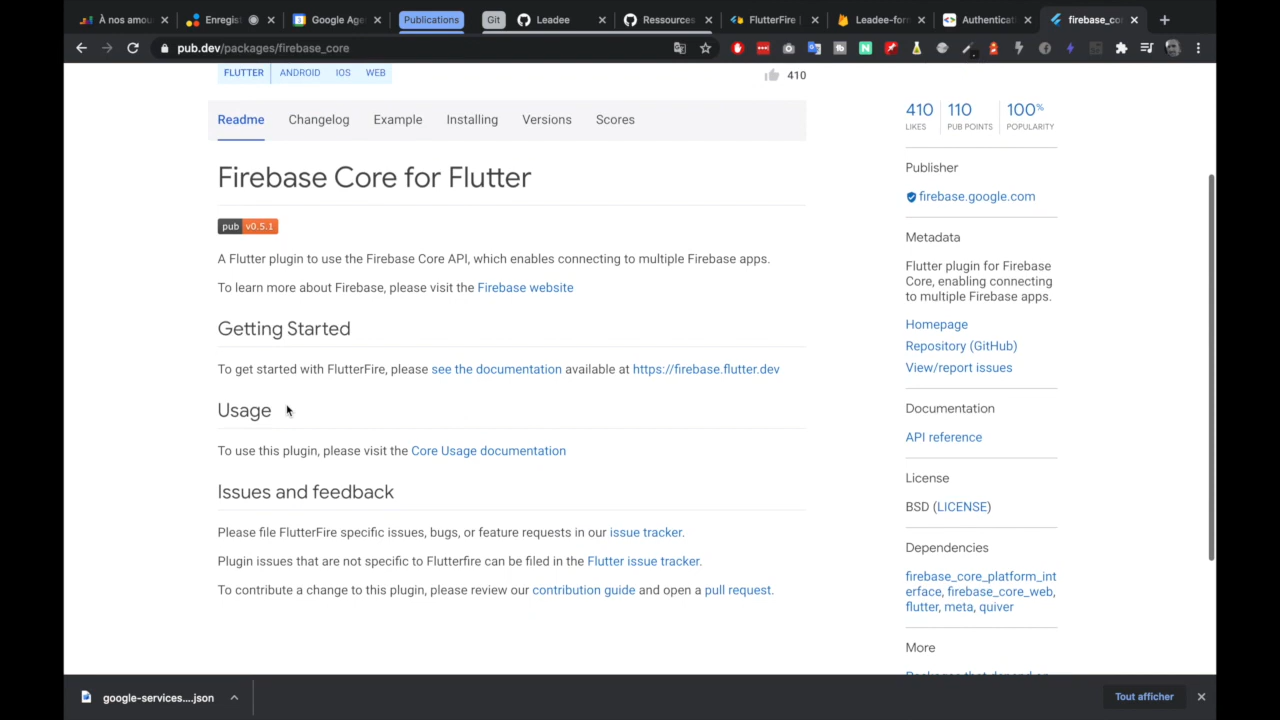 À nos amou
Enregist
Google Age
Publications
Git
Leadee
Ressources
FlutterFire |
Leadee-for
Authenticat
firebase_co
pub.dev/packages/firebase_core
FLUTTER
ANDROID
IOS
WEB
410
Readme
Changelog
Example
Installing
Versions
Scores
Firebase Core for Flutter
pub v0.5.1
A Flutter plugin to use the Firebase Core API, which enables connecting to multiple Firebase apps.
To learn more about Firebase, please visit the Firebase website
Getting Started
To get started with FlutterFire, please see the documentation available at https://firebase.flutter.dev
Usage
To use this plugin, please visit the Core Usage documentation
Issues and feedback
Please file FlutterFire specific issues, bugs, or feature requests in our issue tracker.
Plugin issues that are not specific to Flutterfire can be filed in the Flutter issue tracker.
To contribute a change to this plugin, please review our contribution guide and open a pull request.
410
LIKES
110
PUB POINTS
100%
POPULARITY
Publisher
firebase.google.com
Metadata
Flutter plugin for Firebase
Core, enabling connecting
to multiple Firebase apps.
Homepage
Repository (GitHub)
View/report issues
Documentation
API reference
License
BSD (LICENSE)
Dependencies
firebase_core_platform_int
erface, firebase_core_web,
flutter, meta, quiver
More
Packages that depend on
google-services....json
Tout afficher